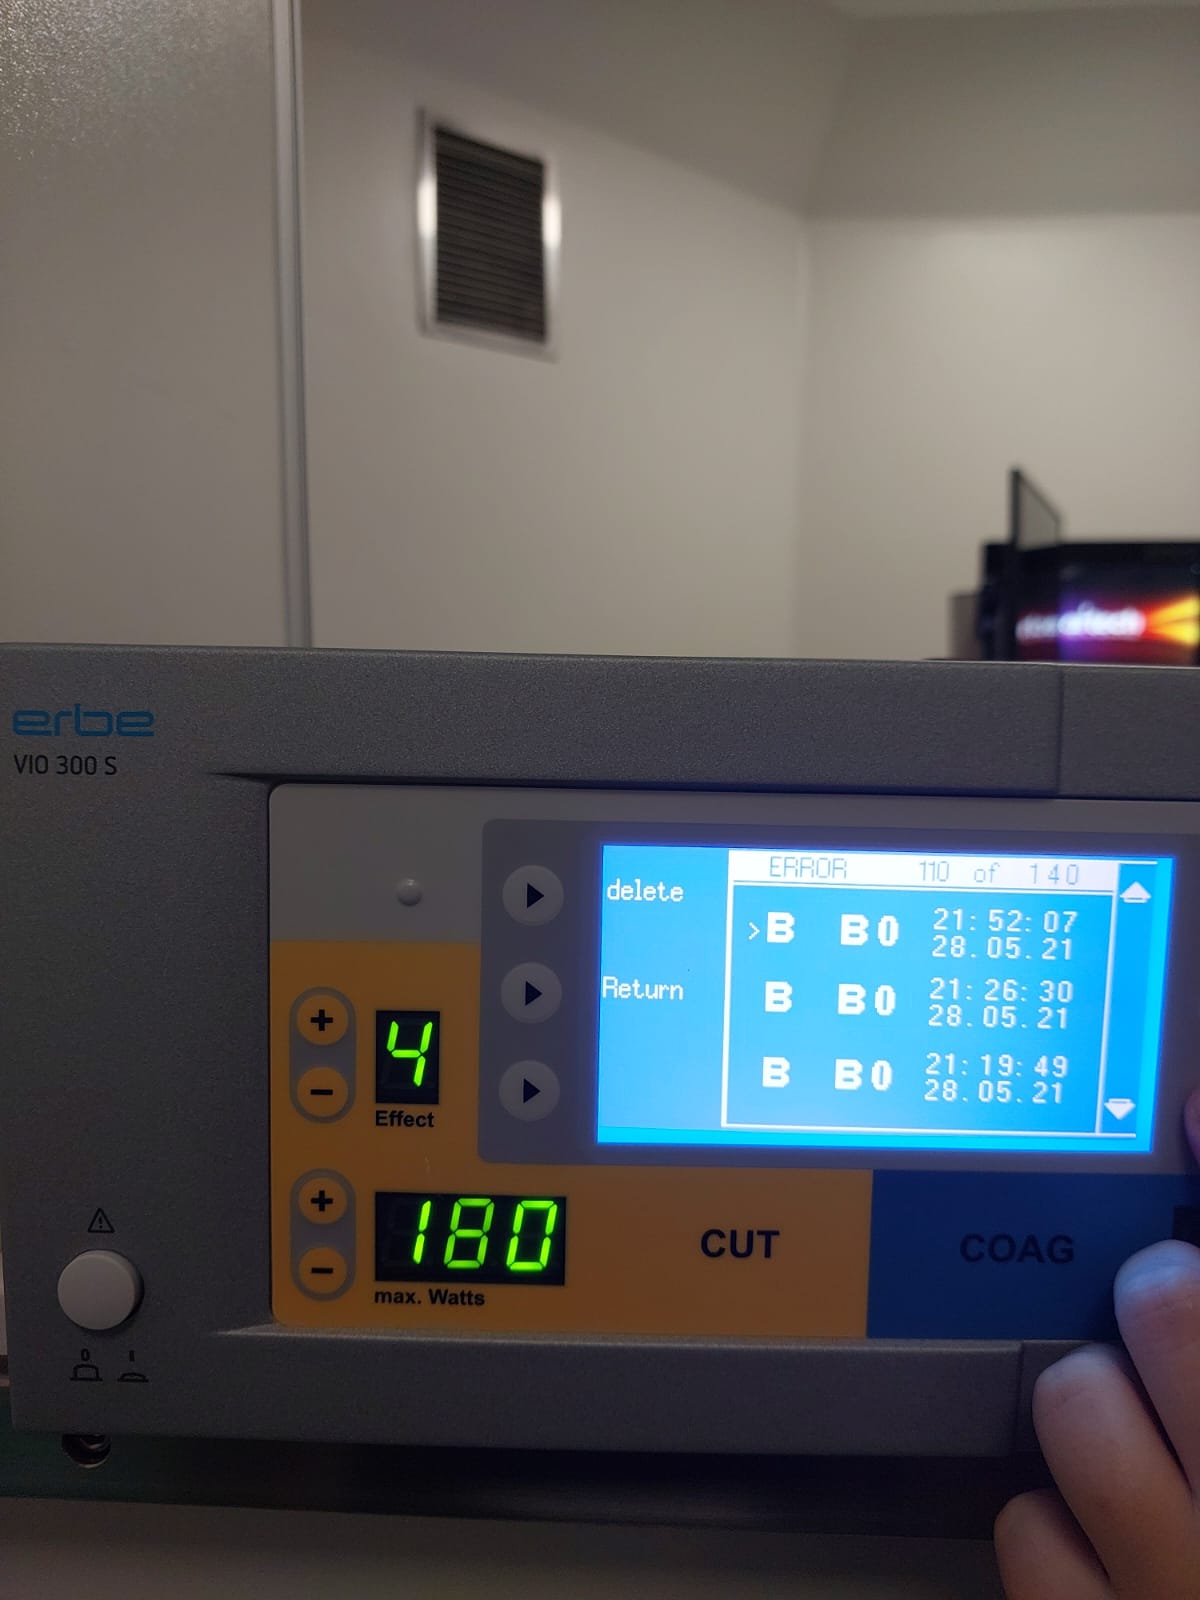 erbe
VIO 300 S
delete
Return
ERROR 110 of 140
>B B0 21:52:07
28.05.21
B B0 21:26:30
28.05.21
B B0 21:19:49
28.05.21
+
4
−
Effect
+
180
−
max. Watts
CUT
COAG
0 I